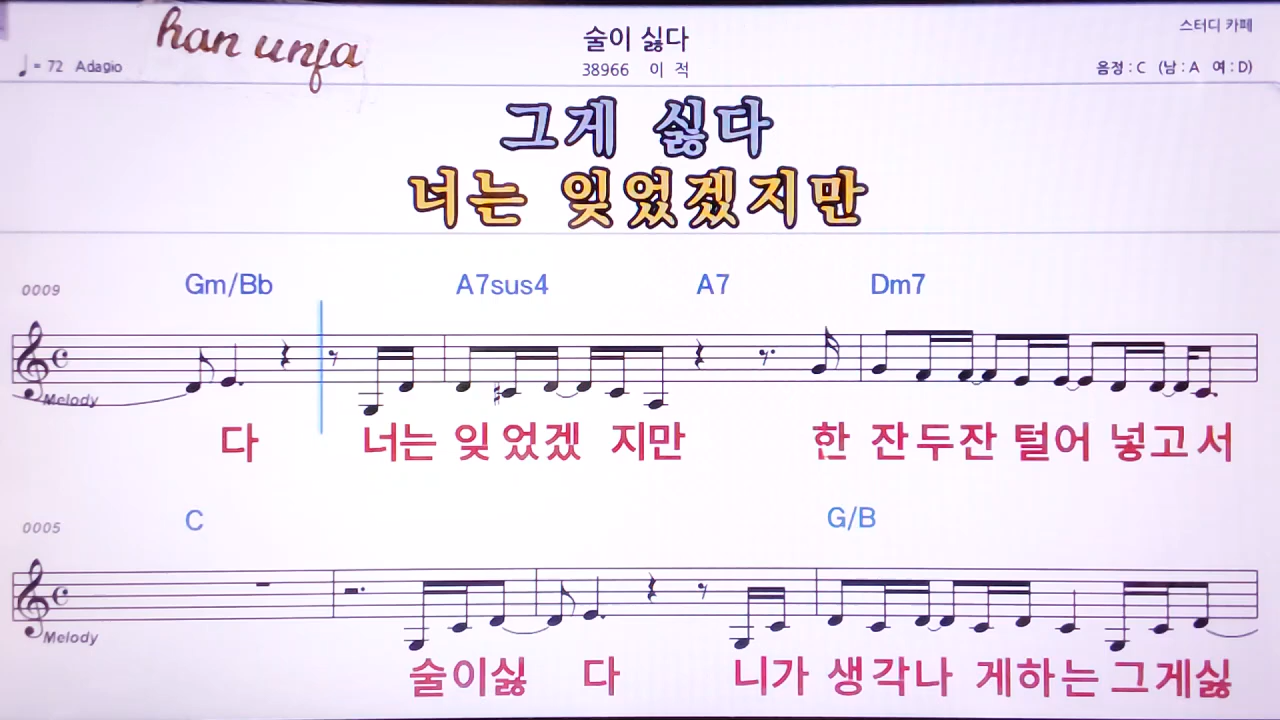 han unfa
술이 싫다
스터디 카페
♩= 72 Adagio
38966 이 적
음정 : C (남 : A 여 : D)
그게 싫다
너는 잊었겠지만
0009 Gm/Bb A7sus4 A7 Dm7
Melody
다 너는 잊었겠 지만 한 잔두잔 털어 넣고서
0005 C G/B
Melody
술이싫 다 니가 생각나 게하는 그게싫